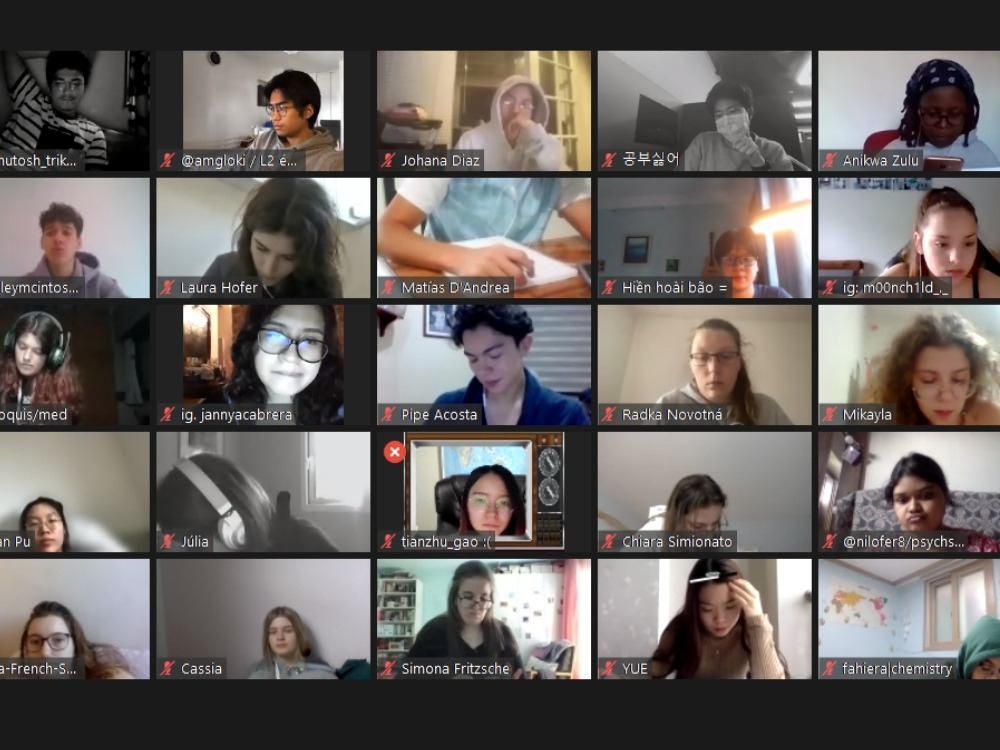 hutosh_trik...
@amgloki / L2 é...
Johana Diaz
공부싫어
Anikwa Zulu
leymcintos...
Laura Hofer
Matías D'Andrea
Hiền hoài bão =
ig: m00nch1ld_._
oquis/med
ig. jannyacabrera
Pipe Acosta
Radka Novotná
Mikayla
an Pu
Júlia
tianzhu_gao :(
Chiara Simionato
@nilofer8/psychs...
a-French-S...
Cassia
Simona Fritzsche
YUE
fahiera|chemistry